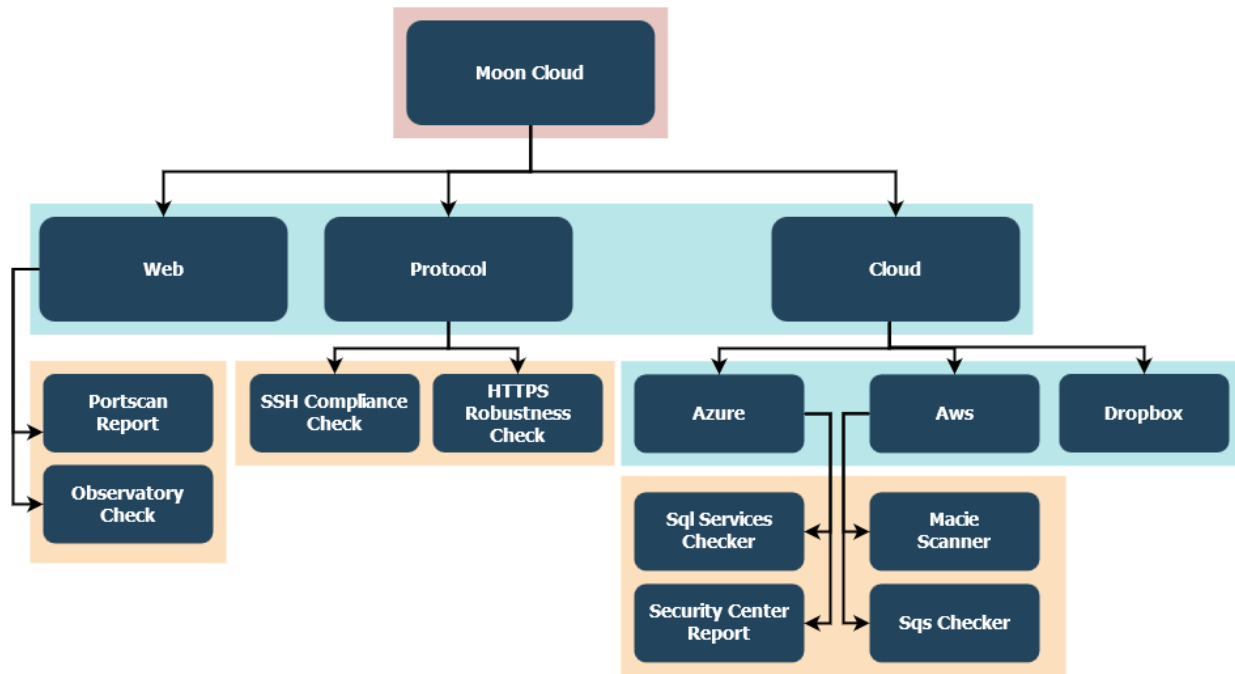 Moon Cloud
Web
Protocol
Cloud
Portscan
Report
Observatory
Check
SSH Compliance
Check
HTTPS
Robustness
Check
Azure
Aws
Dropbox
Sql Services
Checker
Macie
Scanner
Security Center
Report
Sqs Checker